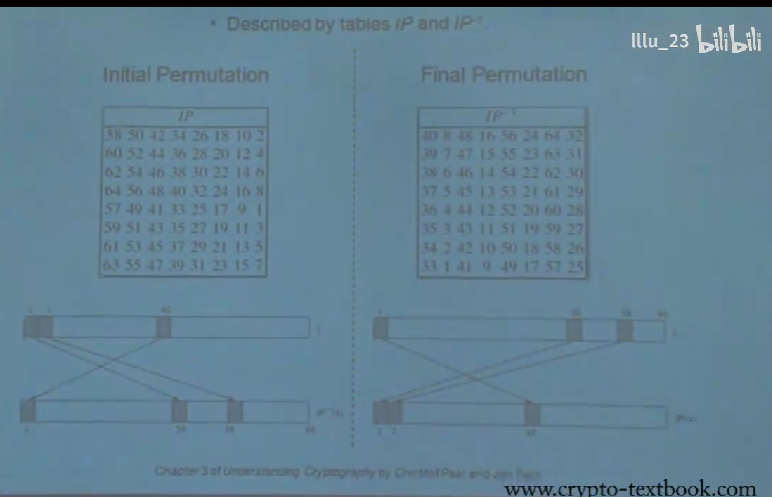 • Described by tables IP and IP⁻¹.
Illu_23 bilibili
Initial Permutation
Final Permutation
IP
58 50 42 34 26 18 10 2
60 52 44 36 28 20 12 4
62 54 46 38 30 22 14 6
64 56 48 40 32 24 16 8
57 49 41 33 25 17 9 1
59 51 43 35 27 19 11 3
61 53 45 37 29 21 13 5
63 55 47 39 31 23 15 7
IP⁻¹
40 8 48 16 56 24 64 32
39 7 47 15 55 23 63 31
38 6 46 14 54 22 62 30
37 5 45 13 53 21 61 29
36 4 44 12 52 20 60 28
35 3 43 11 51 19 59 27
34 2 42 10 50 18 58 26
33 1 41 9 49 17 57 25
1 40
1 50 58 64
1 50 58 64
1 2 40
Chapter 3 of Understanding Cryptography by Christof Paar and Jan Pelzl
www.crypto-textbook.com